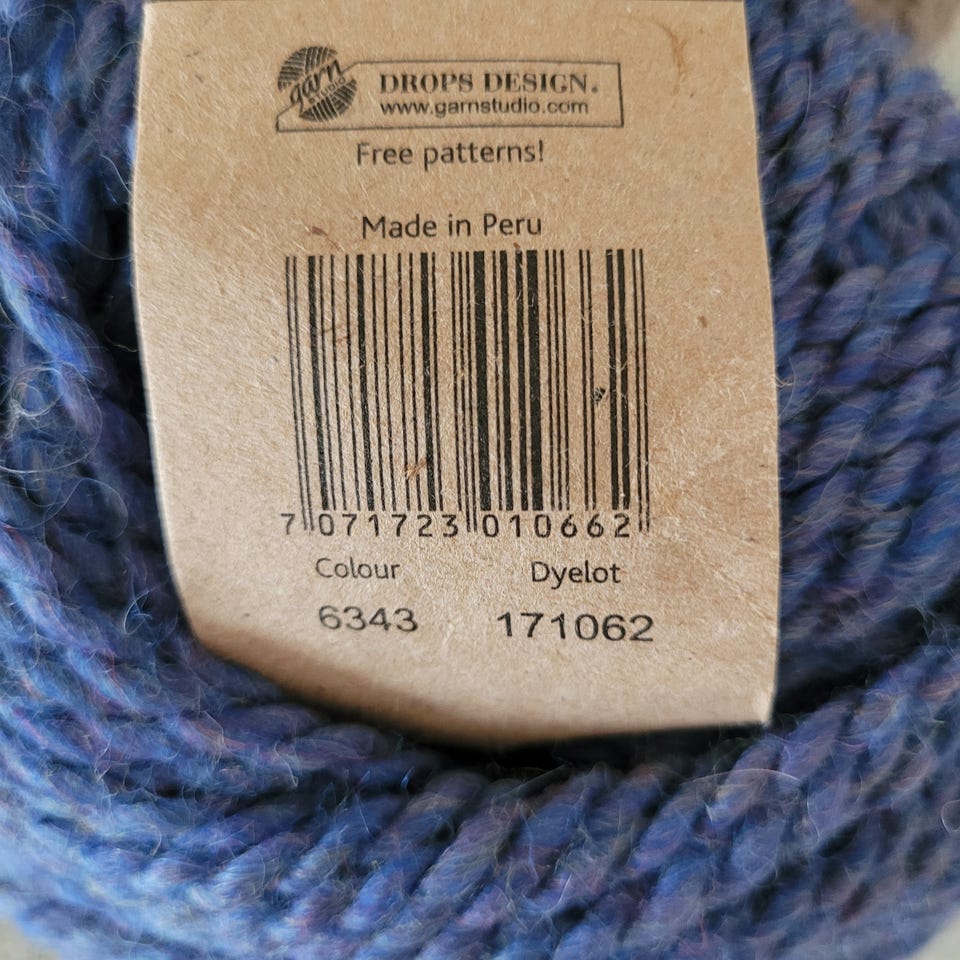 garn
STUDIO
DROPS DESIGN.
www.garnstudio.com
Free patterns!
Made in Peru
7 071723 010662
Colour Dyelot
6343 171062